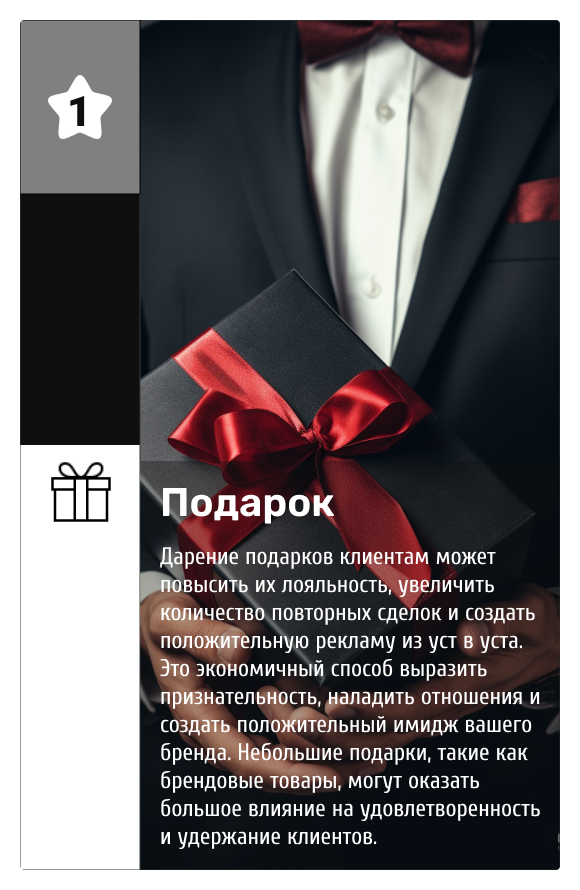 1
Подарок
Дарение подарков клиентам может
повысить их лояльность, увеличить
количество повторных сделок и создать
положительную рекламу из уст в уста.
Это экономичный способ выразить
признательность, наладить отношения и
создать положительный имидж вашего
бренда. Небольшие подарки, такие как
брендовые товары, могут оказать
большое влияние на удовлетворенность
и удержание клиентов.